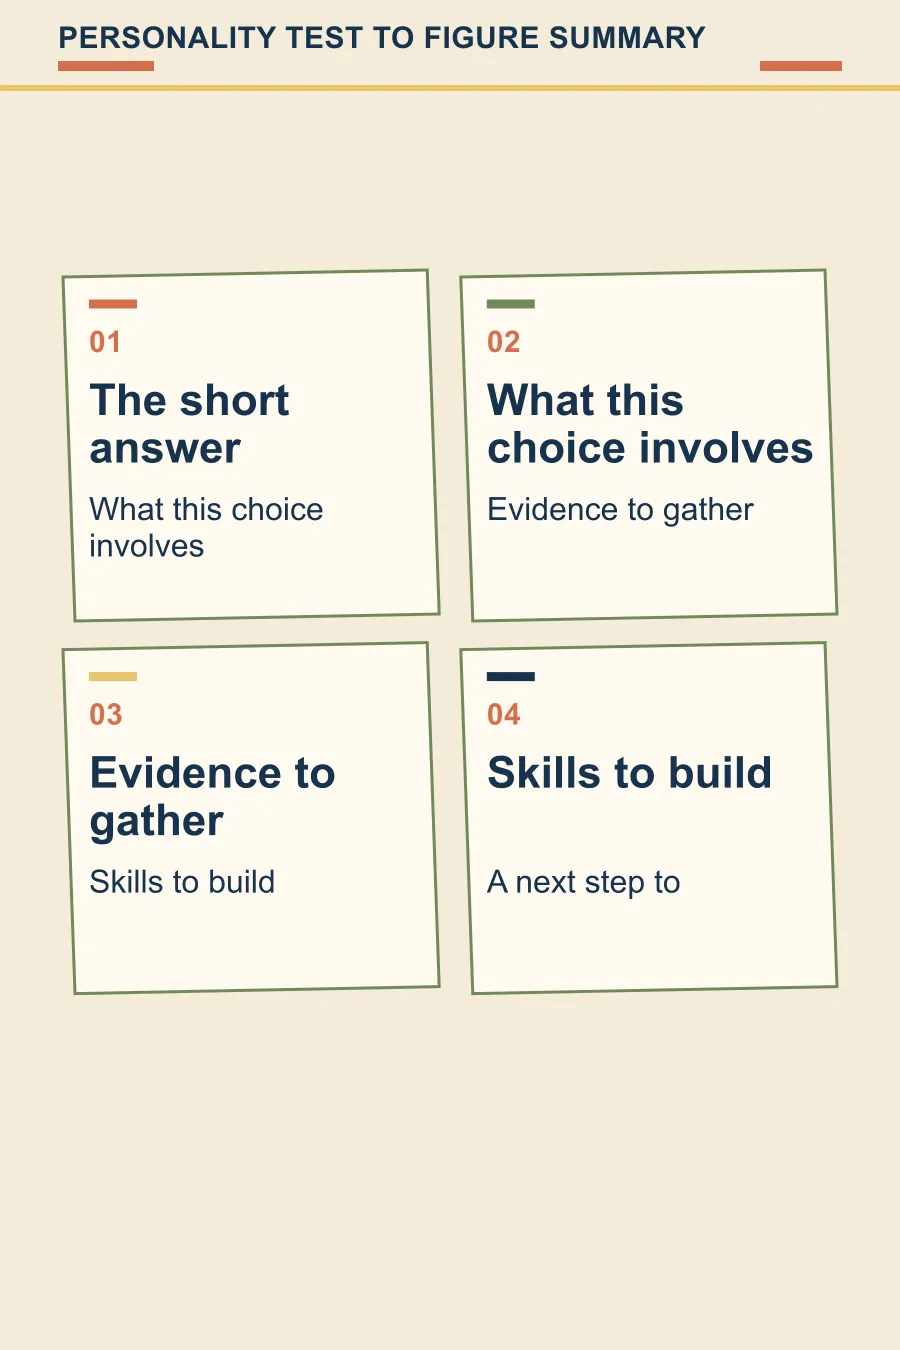 PERSONALITY TEST TO FIGURE SUMMARY
01
The short
answer
What this choice
involves
02
What this
choice involves
Evidence to gather
03
Evidence to
gather
Skills to build
04
Skills to build
A next step to